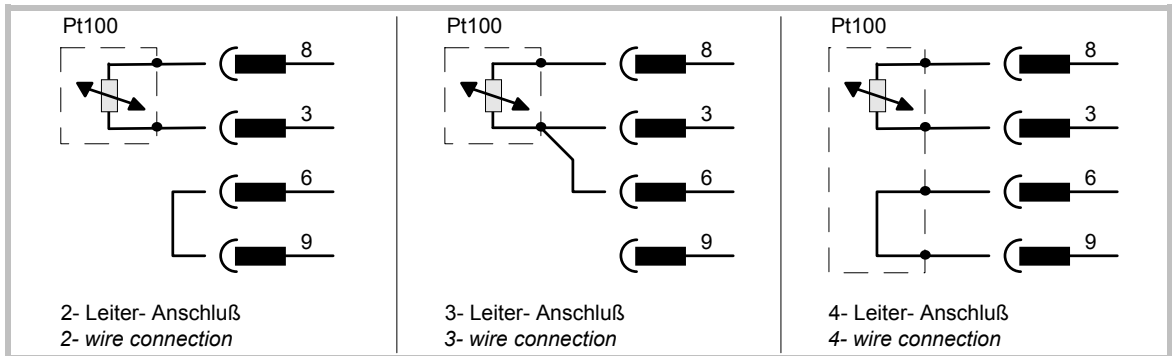 Pt100
8
3
6
9
2- Leiter- Anschluß
2- wire connection
Pt100
8
3
6
9
3- Leiter- Anschluß
3- wire connection
Pt100
8
3
6
9
4- Leiter- Anschluß
4- wire connection